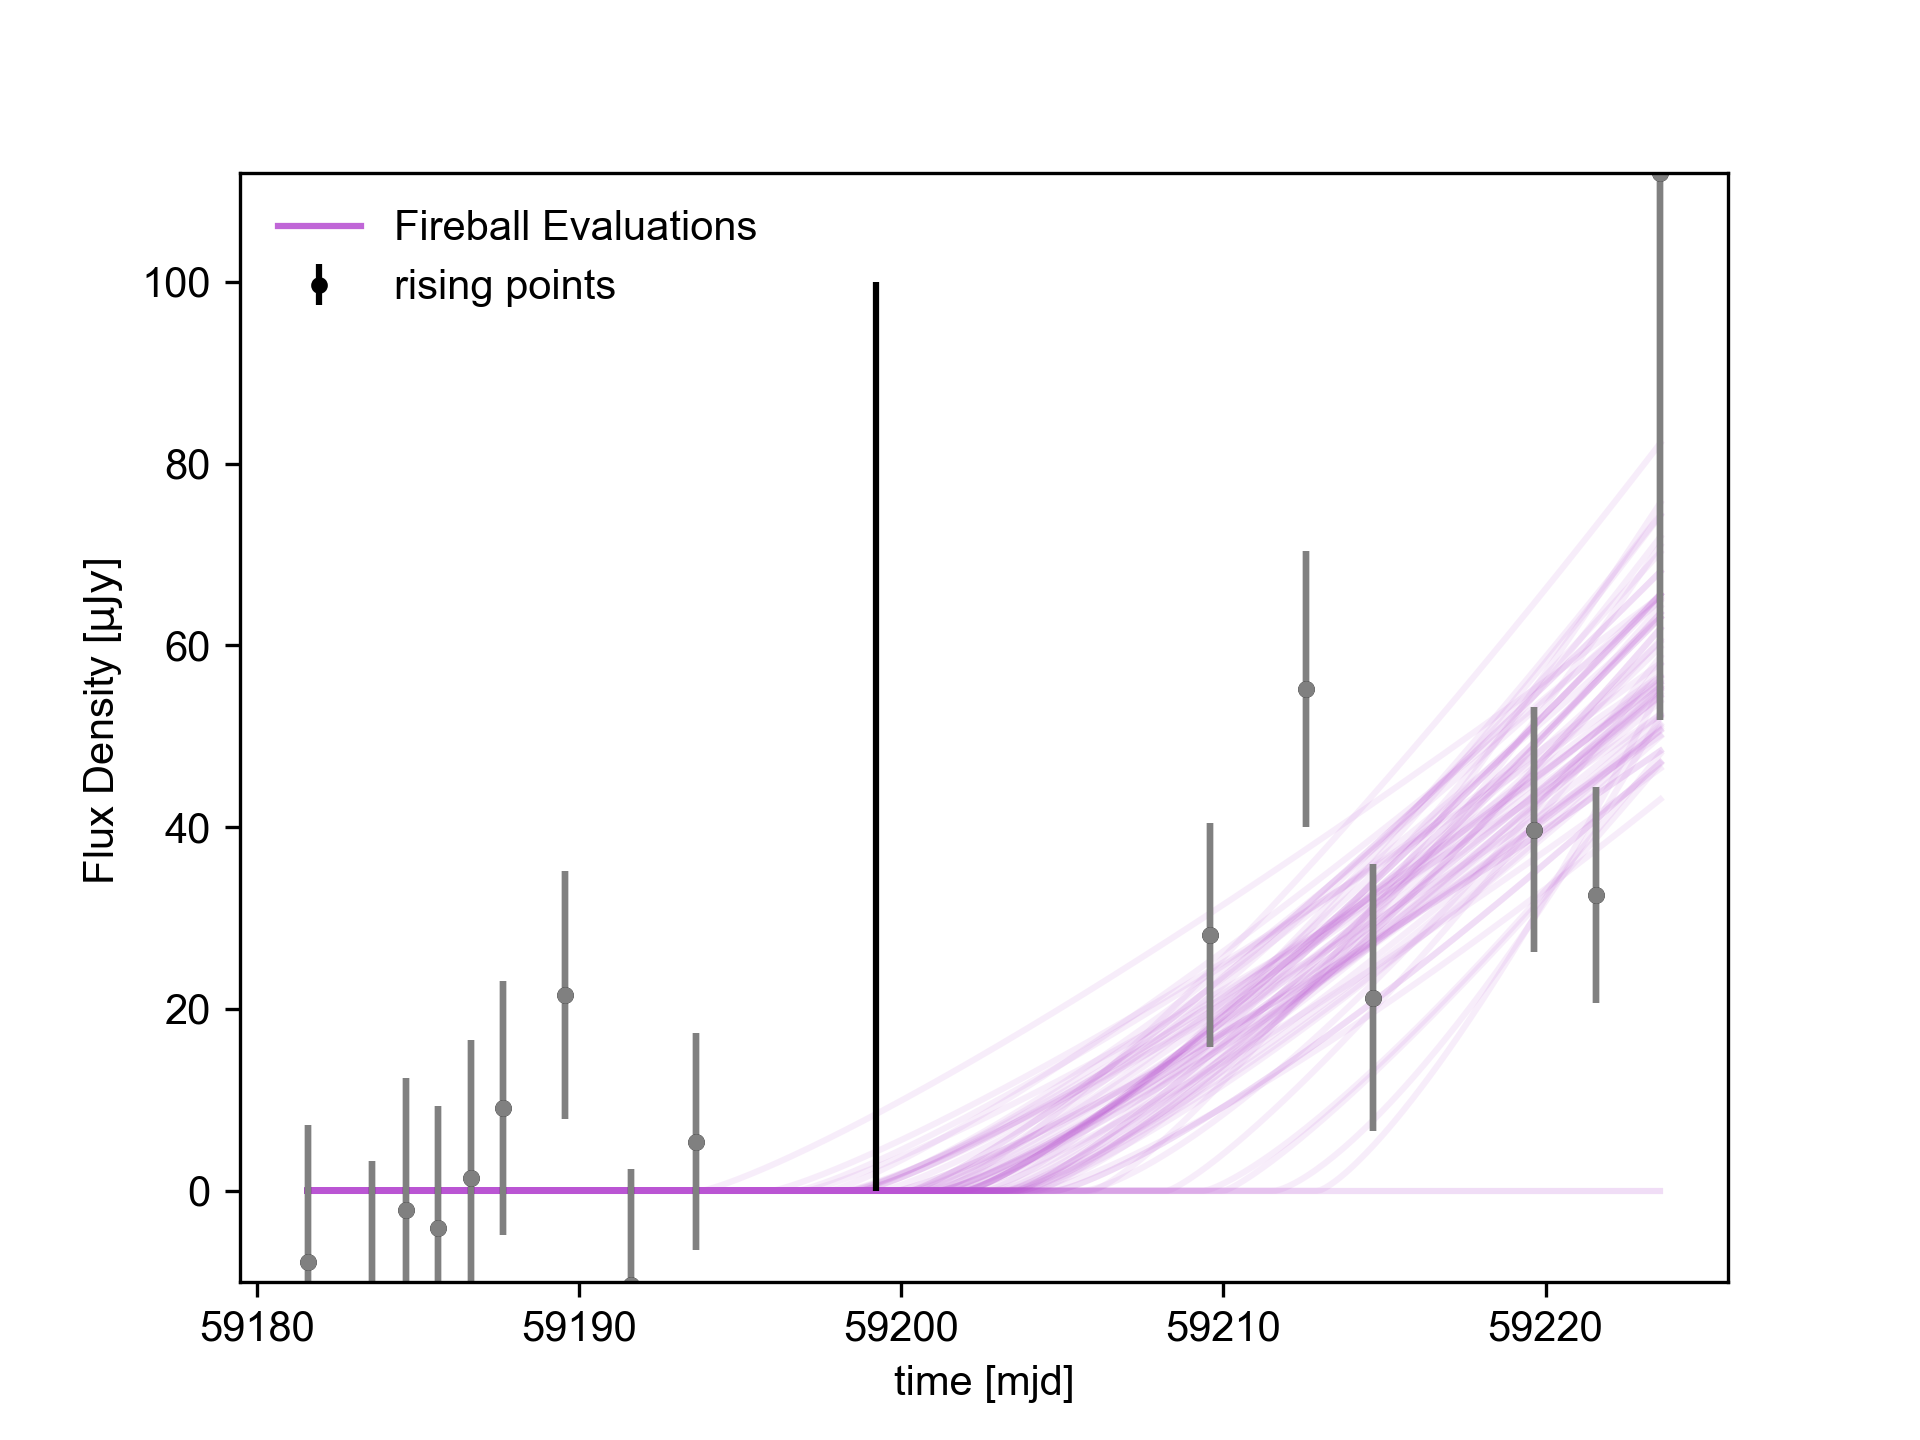 Fireball Evaluations
rising points
100
80
60
40
20
0
Flux Density [µJy]
59180 59190 59200 59210 59220
time [mjd]